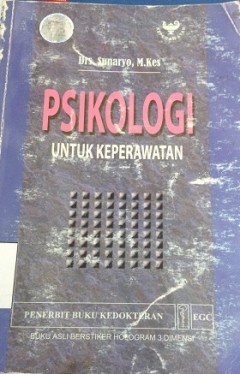 Drs. Sunaryo, M.Kes
PSIKOLOGI
UNTUK KEPERAWATAN
PENERBIT BUKU KEDOKTERAN EGC
BUKU ASLI BERSTIKER HOLOGRAM 3 DIMENSI